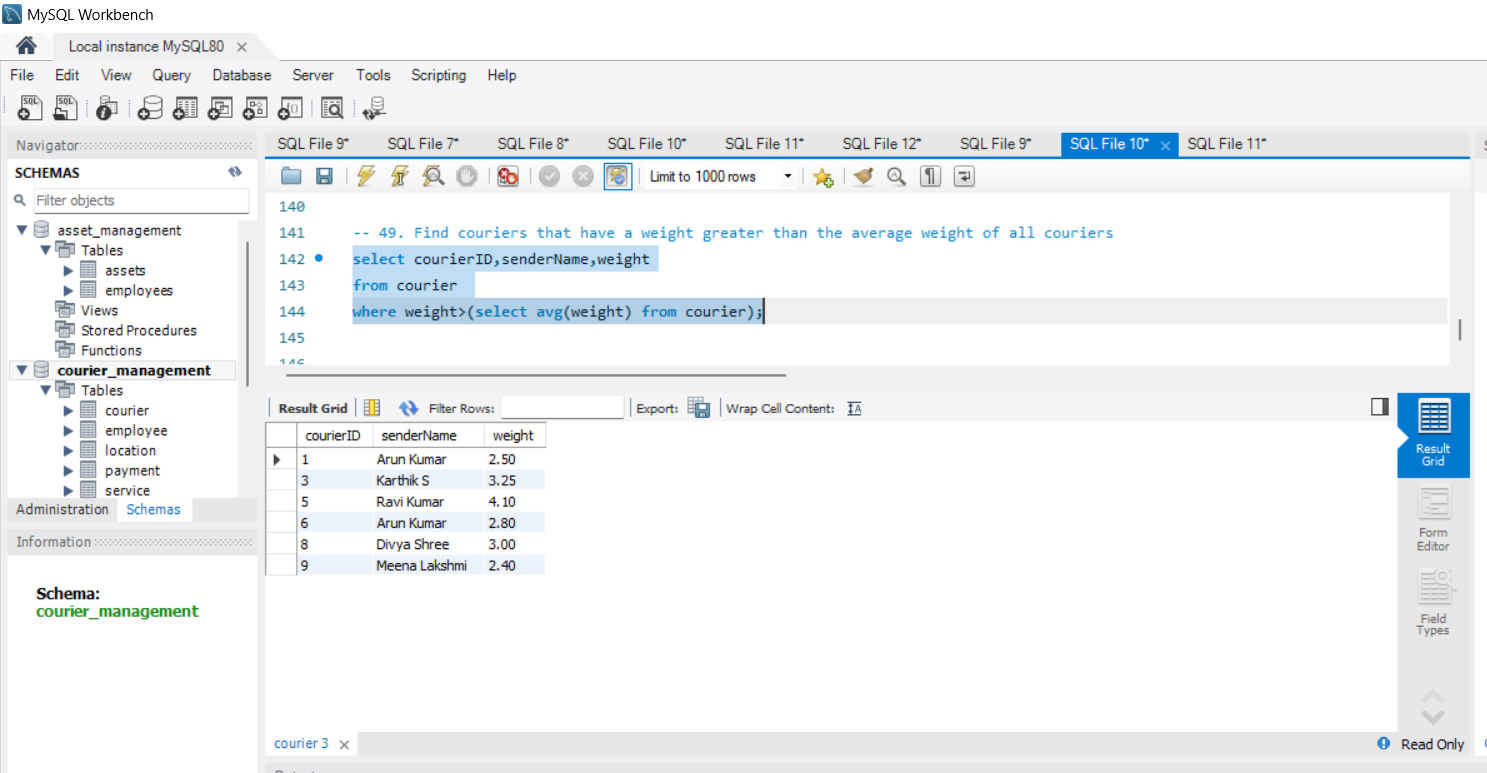 MySQL Workbench
Local instance MySQL80
File Edit View Query Database Server Tools Scripting Help
Navigator
SCHEMAS
Filter objects
asset_management
Tables
assets
employees
Views
Stored Procedures
Functions
courier_management
Tables
courier
employee
location
payment
service
Administration Schemas
Information
Schema:
courier_management
SQL File 9* SQL File 7* SQL File 8* SQL File 10* SQL File 11* SQL File 12* SQL File 9* SQL File 10* SQL File 11*
Limit to 1000 rows
140
141 -- 49. Find couriers that have a weight greater than the average weight of all couriers
142 select courierID,senderName,weight
143 from courier
144 where weight>(select avg(weight) from courier);
145
146
Result Grid Filter Rows: Export: Wrap Cell Content:
courierID senderName weight
1 Arun Kumar 2.50
3 Karthik S 3.25
5 Ravi Kumar 4.10
6 Arun Kumar 2.80
8 Divya Shree 3.00
9 Meena Lakshmi 2.40
Result
Grid
Form
Editor
Field
Types
courier 3
Read Only